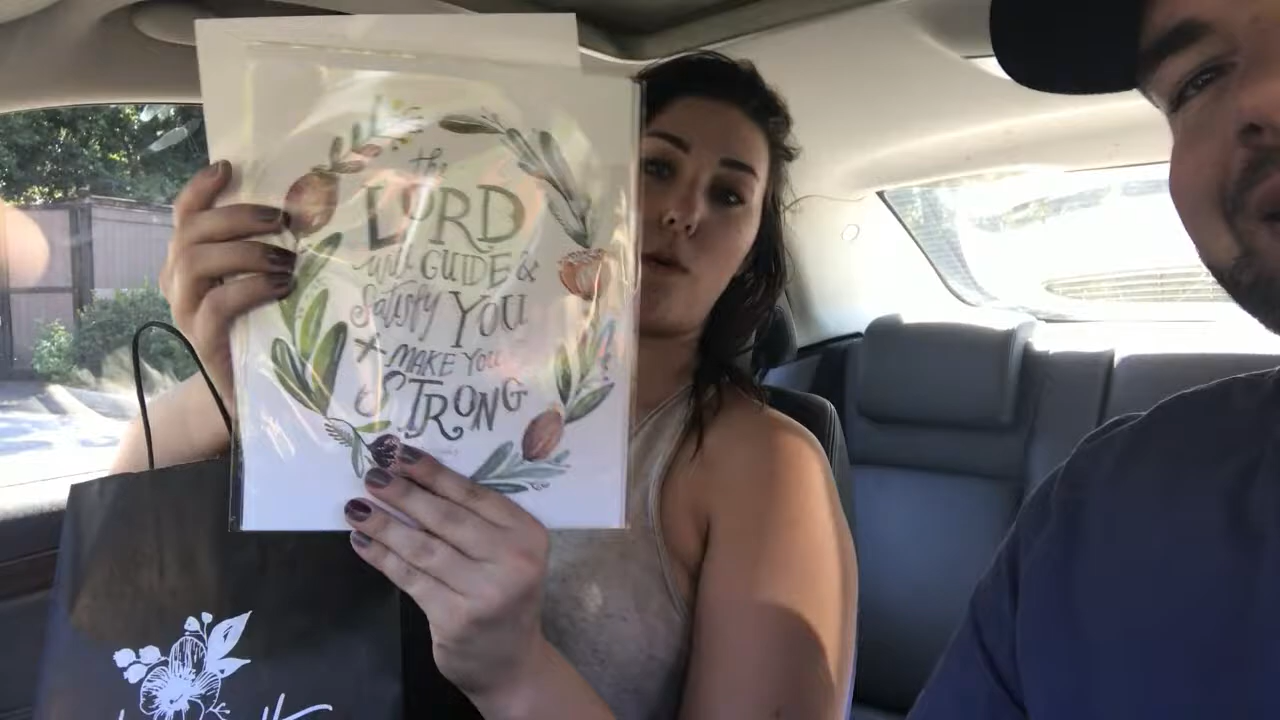 the
LORD
will GUIDE &
Satisfy YOU
+ MAKE YOU
STRONG